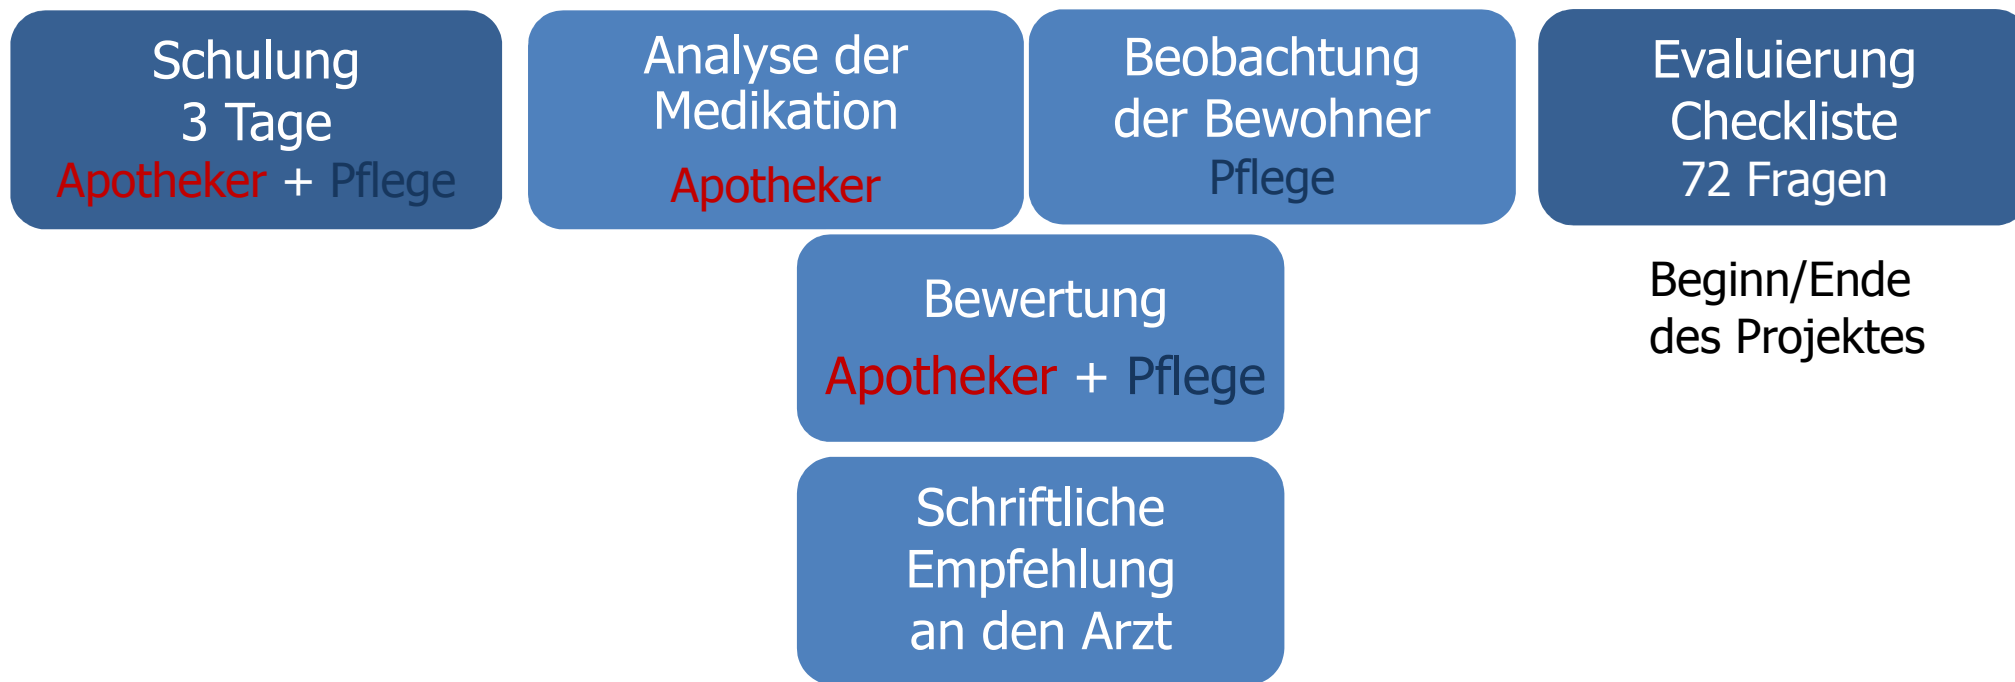 Schulung
3 Tage
Apotheker + Pflege
Analyse der
Medikation
Apotheker
Beobachtung
der Bewohner
Pflege
Evaluierung
Checkliste
72 Fragen
Beginn/Ende
des Projektes
Bewertung
Apotheker + Pflege
Schriftliche
Empfehlung
an den Arzt